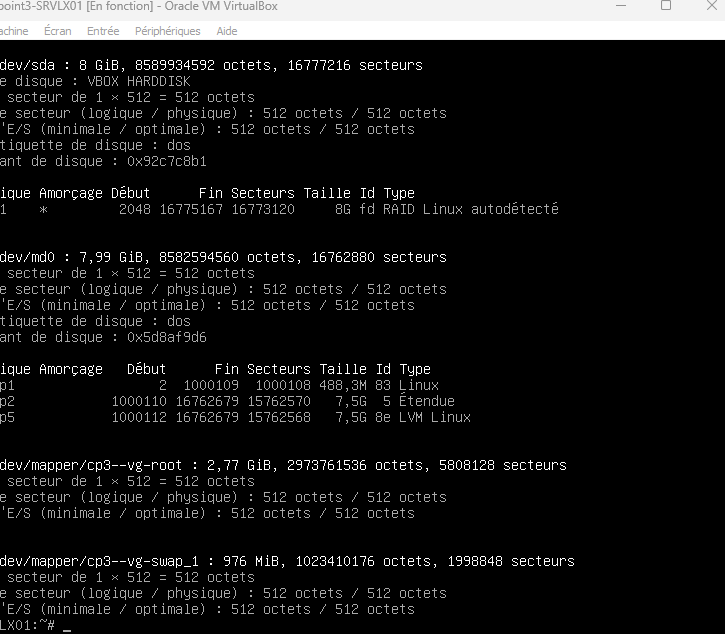 point3-SRVLX01 [En fonction] - Oracle VM VirtualBox
achine Écran Entrée Périphériques Aide
dev/sda : 8 GiB, 8589934592 octets, 16777216 secteurs
e disque : VBOX HARDDISK
secteur de 1 × 512 = 512 octets
e secteur (logique / physique) : 512 octets / 512 octets
'E/S (minimale / optimale) : 512 octets / 512 octets
tiquette de disque : dos
ant de disque : 0x92c7c8b1
ique Amorçage Début Fin Secteurs Taille Id Type
1 * 2048 16775167 16773120 8G fd RAID Linux autodétecté
dev/md0 : 7,99 GiB, 8582594560 octets, 16762880 secteurs
secteur de 1 × 512 = 512 octets
e secteur (logique / physique) : 512 octets / 512 octets
'E/S (minimale / optimale) : 512 octets / 512 octets
tiquette de disque : dos
ant de disque : 0x5d8af9d6
ique Amorçage Début Fin Secteurs Taille Id Type
p1 2 1000109 1000108 488,3M 83 Linux
p2 1000110 16762679 15762570 7,5G 5 Étendue
p5 1000112 16762679 15762568 7,5G 8e LVM Linux
dev/mapper/cp3--vg-root : 2,77 GiB, 2973761536 octets, 5808128 secteurs
secteur de 1 × 512 = 512 octets
e secteur (logique / physique) : 512 octets / 512 octets
'E/S (minimale / optimale) : 512 octets / 512 octets
dev/mapper/cp3--vg-swap_1 : 976 MiB, 1023410176 octets, 1998848 secteurs
secteur de 1 × 512 = 512 octets
e secteur (logique / physique) : 512 octets / 512 octets
'E/S (minimale / optimale) : 512 octets / 512 octets
LX01:~# _